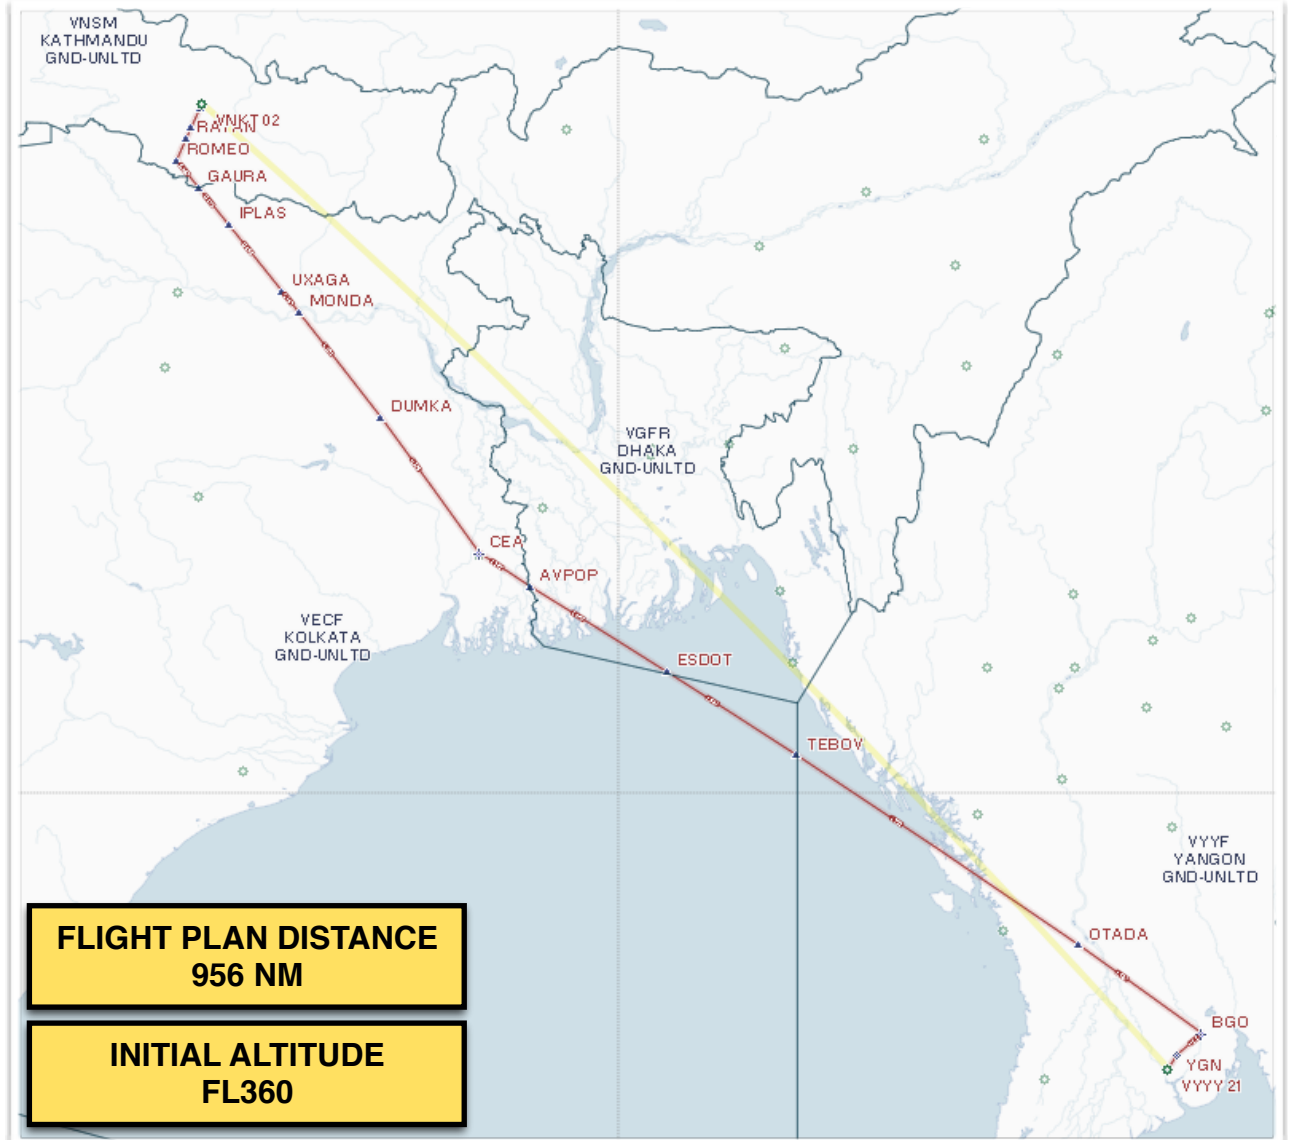 VNSM
KATHMANDU
GND-UNLTD
VNKT 02
RATAN
ROMEO
GAURA
IPLAS
UXAGA
MONDA
DUMKA
VGFR
DHAKA
GND-UNLTD
CEA
AVPOP
VECF
KOLKATA
GND-UNLTD
ESDOT
TEBOV
VYYF
YANGON
GND-UNLTD
OTADA
BGO
YGN
VYYY 21
FLIGHT PLAN DISTANCE
956 NM
INITIAL ALTITUDE
FL360